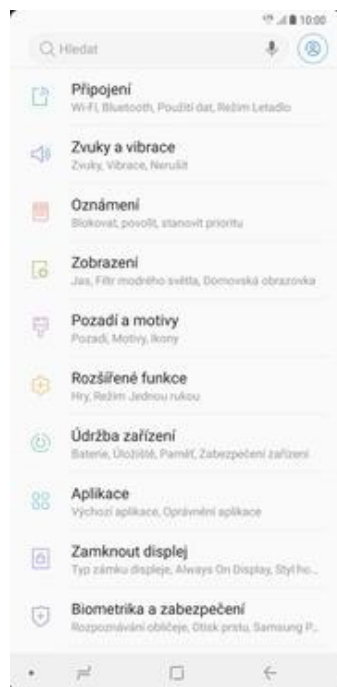 10:00
Hledat
Připojení
Wi-Fi, Bluetooth, Použití dat, Režim Letadlo
Zvuky a vibrace
Zvuky, Vibrace, Nerušit
Oznámení
Blokovat, povolit, stanovit prioritu
Zobrazení
Jas, Filtr modrého světla, Domovská obrazovka
Pozadí a motivy
Pozadí, Motivy, Ikony
Rozšířené funkce
Hry, Režim Jednou rukou
Údržba zařízení
Baterie, Úložiště, Paměť, Zabezpečení zařízení
Aplikace
Výchozí aplikace, Oprávnění aplikace
Zamknout displej
Typ zámku displeje, Always On Display, Styl ho...
Biometrika a zabezpečení
Rozpoznávání obličeje, Otisk prstu, Samsung P...